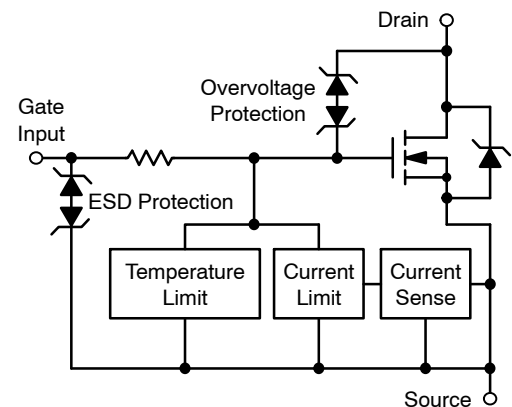 Drain
Overvoltage
Protection
Gate
Input
ESD Protection
Temperature
Limit
Current
Limit
Current
Sense
Source